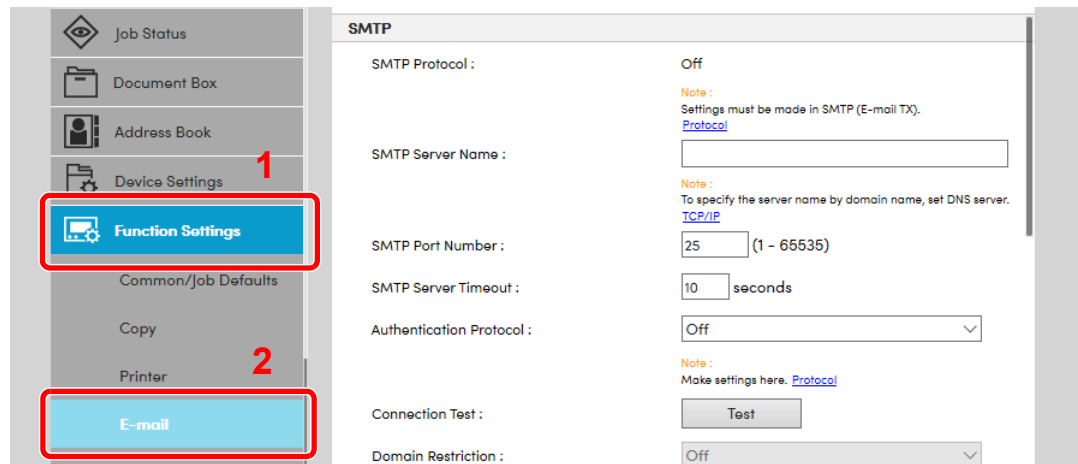 Job Status
Document Box
Address Book
Device Settings
1
Function Settings
Common/Job Defaults
Copy
Printer
2
E-mail
SMTP
SMTP Protocol :
Off
Note :
Settings must be made in SMTP (E-mail TX).
Protocol
SMTP Server Name :
Note :
To specify the server name by domain name, set DNS server.
TCP/IP
SMTP Port Number :
25 (1 - 65535)
SMTP Server Timeout :
10 seconds
Authentication Protocol :
Off
Note :
Make settings here. Protocol
Connection Test :
Test
Domain Restriction :
Off